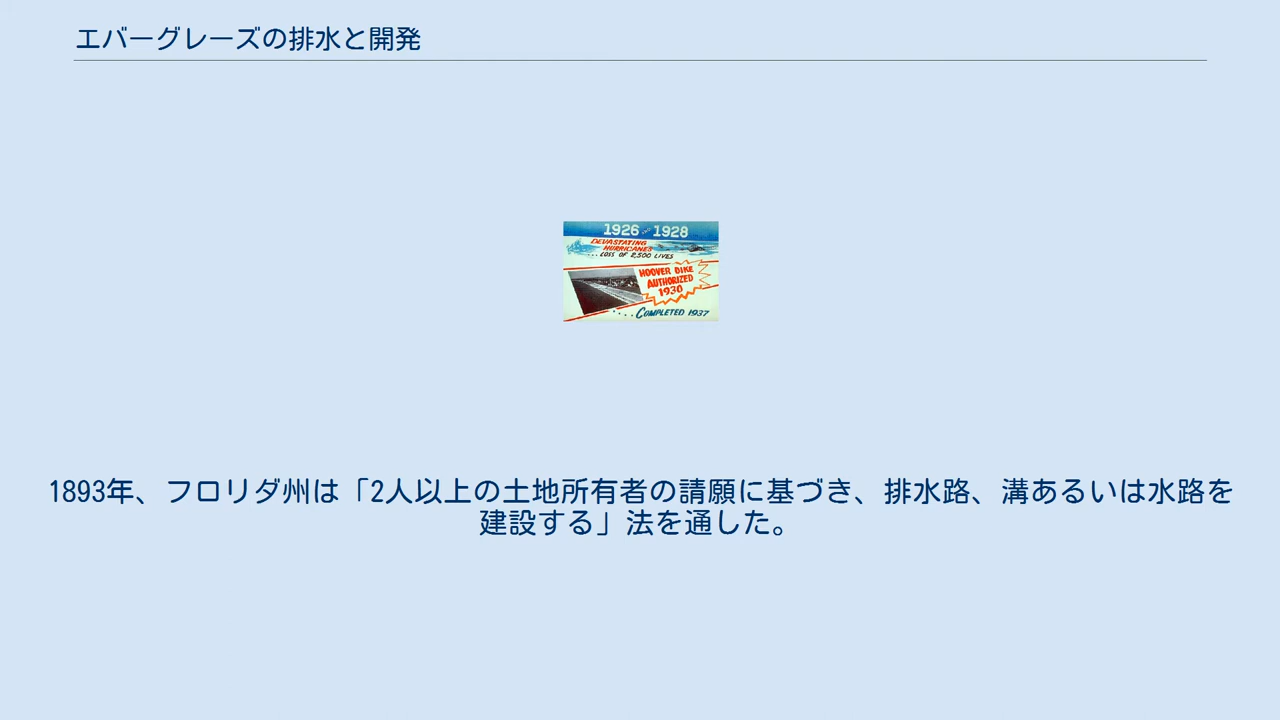 エバーグレーズの排水と開発
1926 AND 1928
DEVASTATING
HURRICANES
...LOSS OF 2,500 LIVES
HOOVER DIKE
AUTHORIZED
1930
....COMPLETED 1937
1893年、フロリダ州は「2人以上の土地所有者の請願に基づき、排水路、溝あるいは水路を
建設する」法を通した。